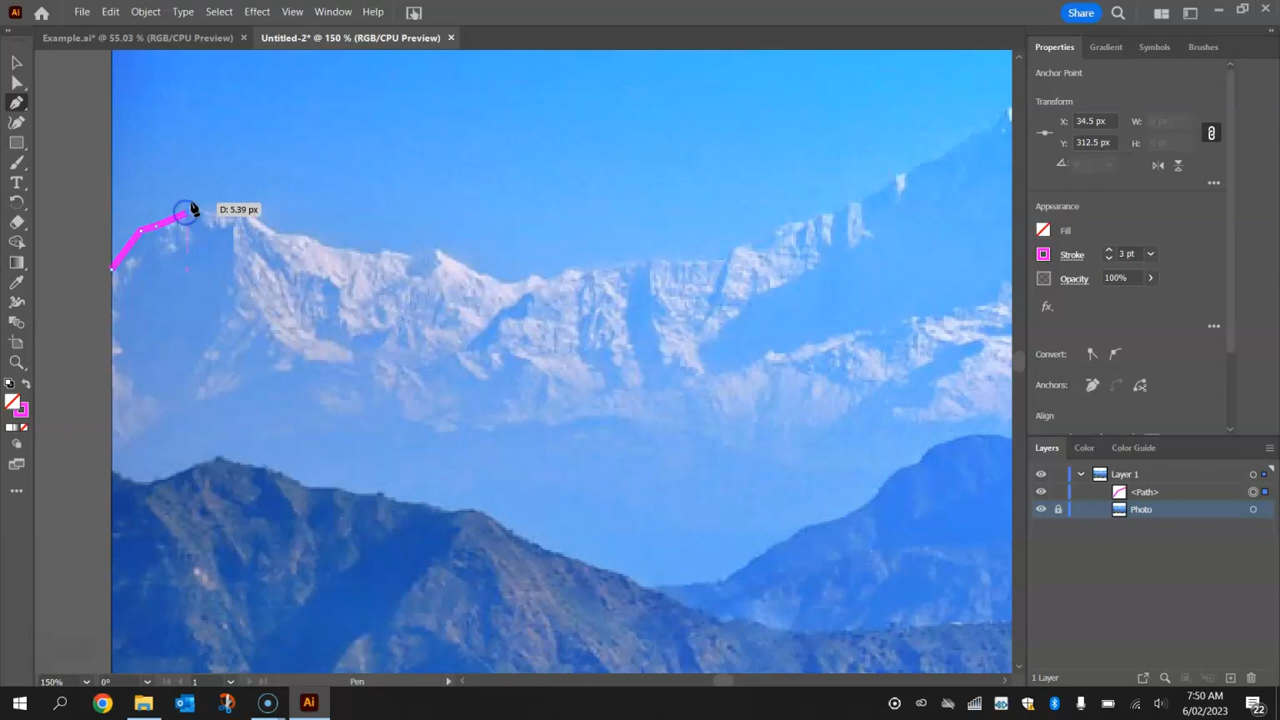 Ai File Edit Object Type Select Effect View Window Help Share
Example.ai* @ 55.03 % (RGB/CPU Preview) × Untitled-2* @ 150 % (RGB/CPU Preview) ×
Properties Gradient Symbols Brushes
Anchor Point
Transform
X: 34.5 px W:
Y: 312.5 px H:
Appearance
Fill
Stroke 3 pt
Opacity 100%
fx.
Convert:
Anchors:
Align
D: 5.39 px
Layers Color Color Guide
Layer 1
<Path>
Photo
1 Layer
150% 0° 1 Pen
Ai 7:50 AM
6/02/2023 22